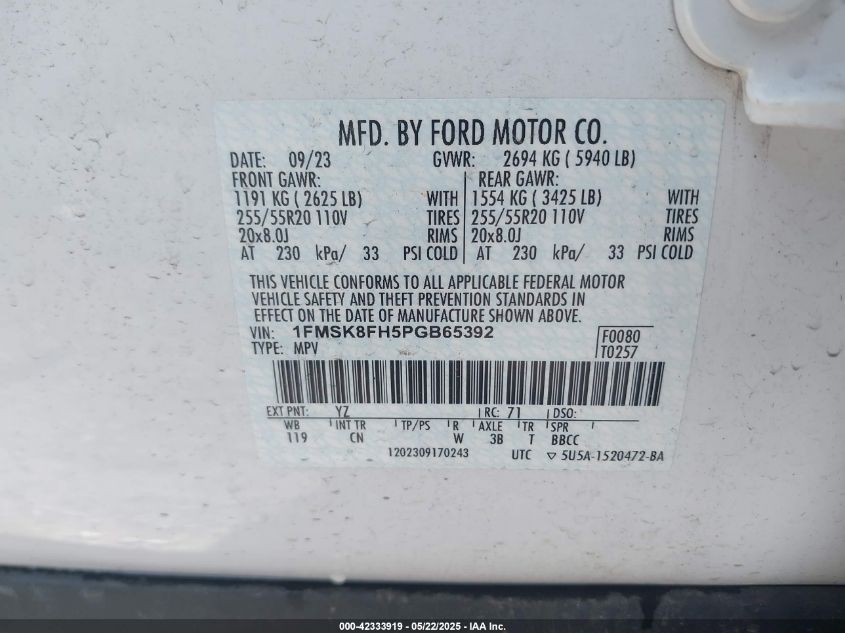 MFD. BY FORD MOTOR CO.
DATE: 09/23 GVWR: 2694 KG ( 5940 LB)
FRONT GAWR: REAR GAWR:
1191 KG ( 2625 LB) WITH 1554 KG ( 3425 LB) WITH
255/55R20 110V TIRES 255/55R20 110V TIRES
20x8.0J RIMS 20x8.0J RIMS
AT 230 kPa/ 33 PSI COLD AT 230 kPa/ 33 PSI COLD
THIS VEHICLE CONFORMS TO ALL APPLICABLE FEDERAL MOTOR
VEHICLE SAFETY AND THEFT PREVENTION STANDARDS IN
EFFECT ON THE DATE OF MANUFACTURE SHOWN ABOVE.
VIN: 1FMSK8FH5PGB65392 F0080
TYPE: MPV T0257
EXT PNT: YZ RC: 71 DSO:
WB INT TR TP/PS R AXLE TR SPR
119 CN W 3B T BBCC
1202309170243 UTC ▽ 5U5A-1520472-BA
000-42333919 - 05/22/2025 - IAA Inc.